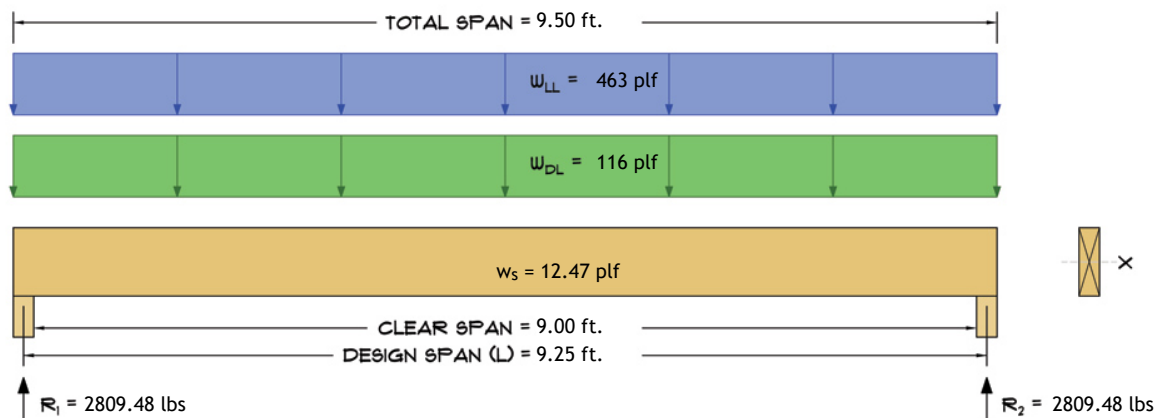 TOTAL SPAN = 9.50 ft.
WLL = 463 plf
WDL = 116 plf
ws = 12.47 plf
X
CLEAR SPAN = 9.00 ft.
DESIGN SPAN (L) = 9.25 ft.
R1 = 2809.48 lbs
R2 = 2809.48 lbs